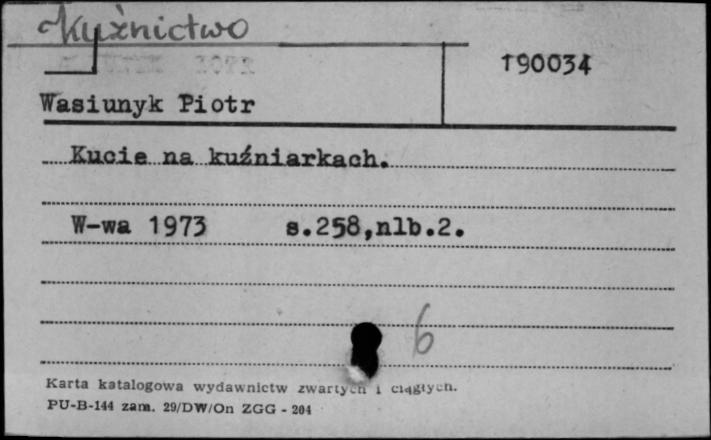 Kuźnictwo
190034
Wasiunyk Piotr
Kucie na kuźniarkach.
W-wa 1973 s.258,nlb.2.
6
Karta katalogowa wydawnictw zwartych i ciągłych.
PU-B-144 zam. 29/DW/On ZGG - 204